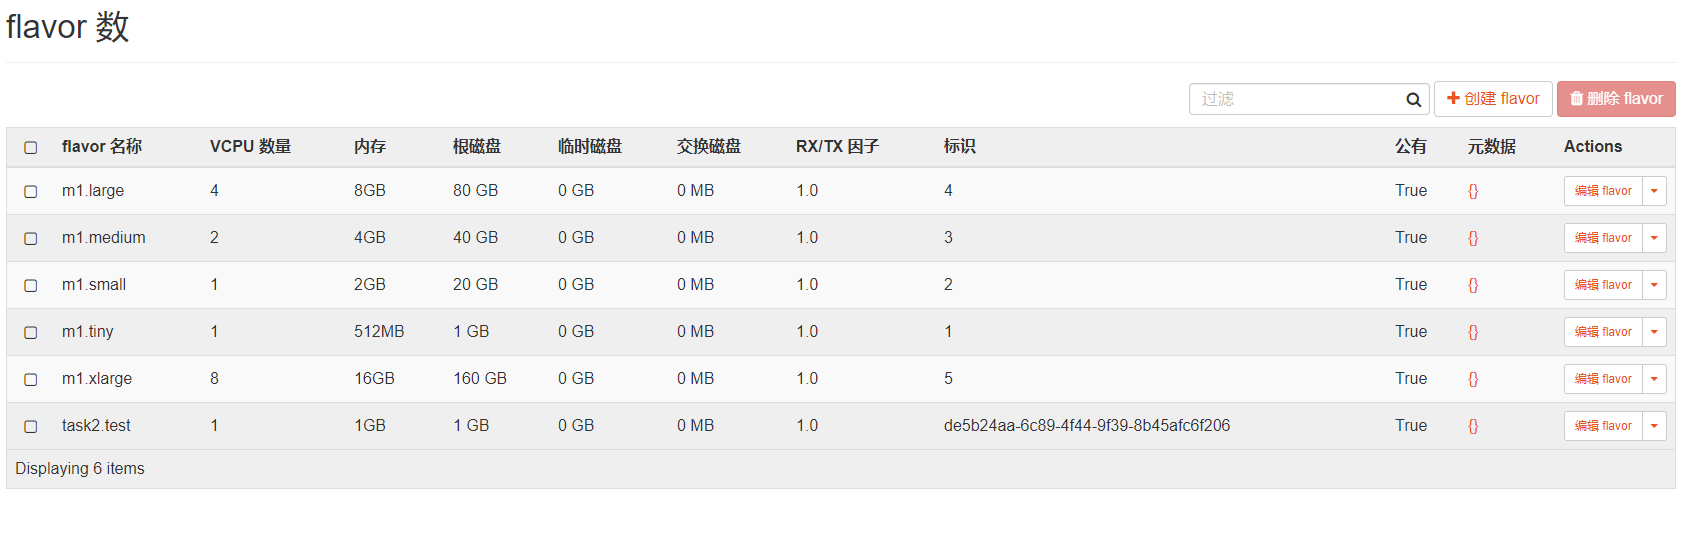 flavor 数
过滤 创建 flavor 删除 flavor
flavor 名称 VCPU 数量 内存 根磁盘 临时磁盘 交换磁盘 RX/TX 因子 标识 公有 元数据 Actions
m1.large 4 8GB 80 GB 0 GB 0 MB 1.0 4 True {} 编辑 flavor
m1.medium 2 4GB 40 GB 0 GB 0 MB 1.0 3 True {} 编辑 flavor
m1.small 1 2GB 20 GB 0 GB 0 MB 1.0 2 True {} 编辑 flavor
m1.tiny 1 512MB 1 GB 0 GB 0 MB 1.0 1 True {} 编辑 flavor
m1.xlarge 8 16GB 160 GB 0 GB 0 MB 1.0 5 True {} 编辑 flavor
task2.test 1 1GB 1 GB 0 GB 0 MB 1.0 de5b24aa-6c89-4f44-9f39-8b45afc6f206 True {} 编辑 flavor
Displaying 6 items